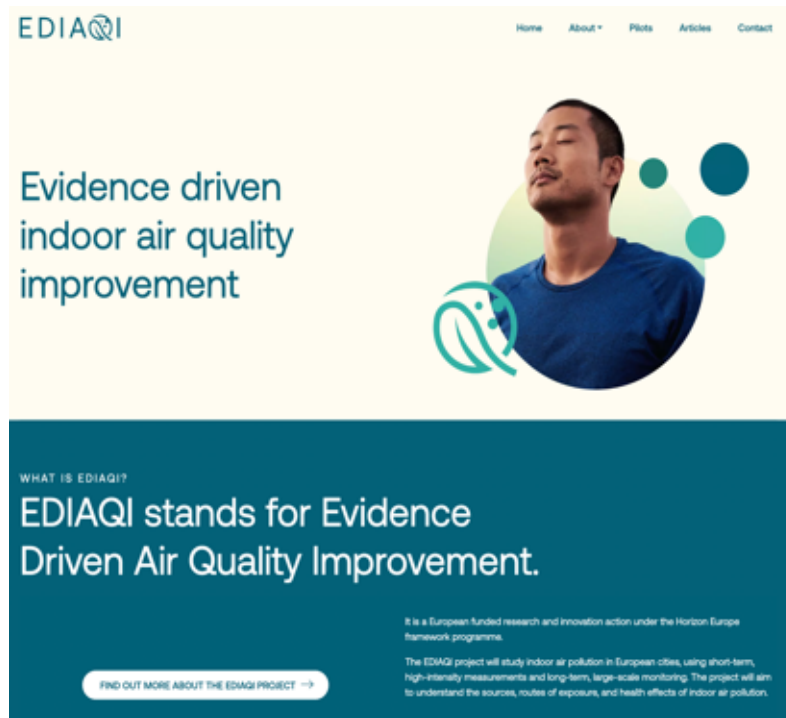 EDIAQI
Home About Pilots Articles Contact
Evidence driven
indoor air quality
improvement
WHAT IS EDIAQI?
EDIAQI stands for Evidence
Driven Air Quality Improvement.
It is a European funded research and innovation action under the Horizon Europe
framework programme.
The EDIAQI project will study indoor air pollution in European cities, using short-term,
high-intensity measurements and long-term, large-scale monitoring. The project will aim
to understand the sources, routes of exposure, and health effects of indoor air pollution.
FIND OUT MORE ABOUT THE EDIAQI PROJECT →